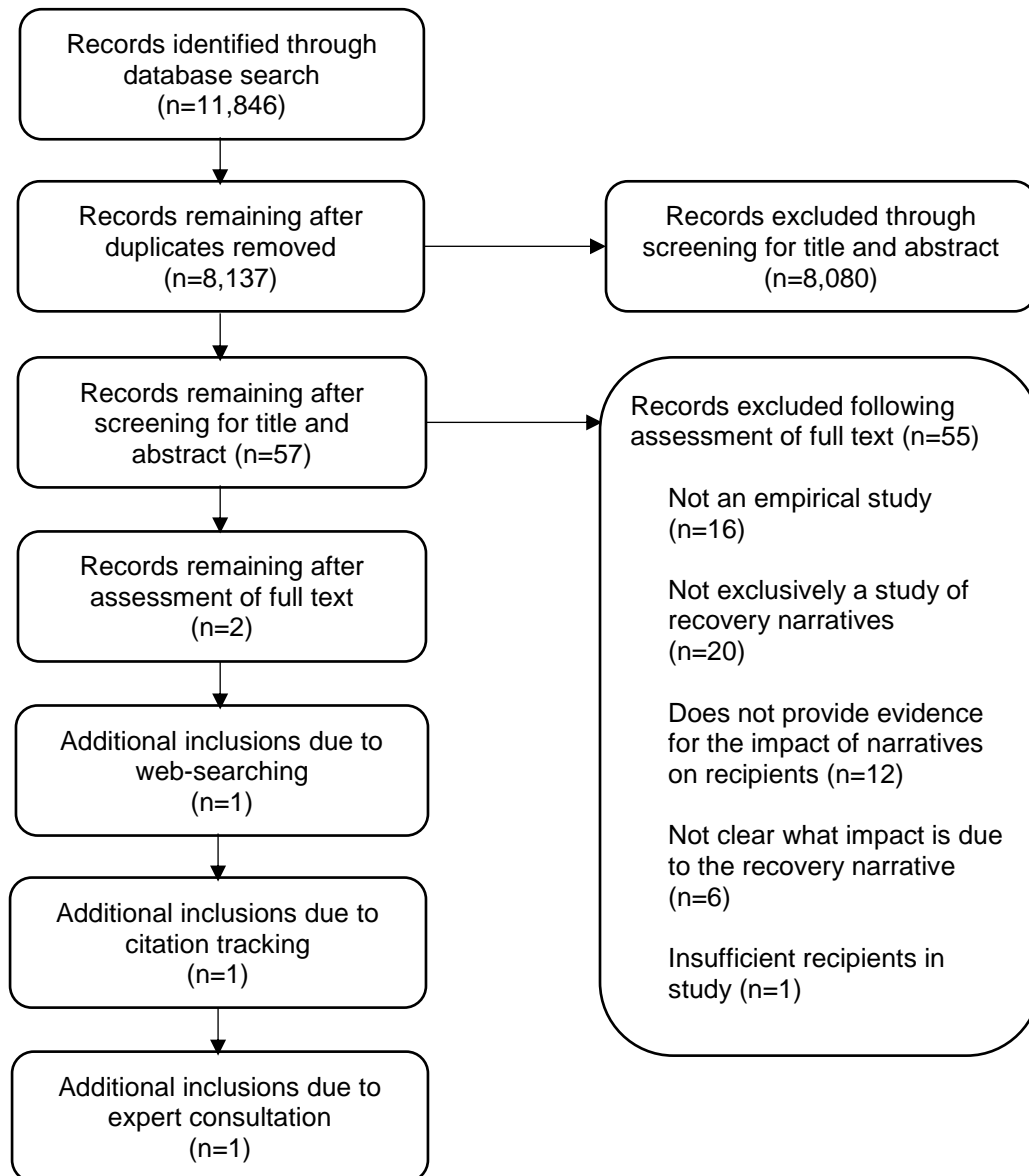 Records identified through
database search
(n=11,846)
Records remaining after
duplicates removed
(n=8,137)
Records excluded through
screening for title and abstract
(n=8,080)
Records remaining after
screening for title and
abstract (n=57)
Records excluded following
assessment of full text (n=55)
Not an empirical study
(n=16)
Not exclusively a study of
recovery narratives
(n=20)
Does not provide evidence
for the impact of narratives
on recipients (n=12)
Not clear what impact is due
to the recovery narrative
(n=6)
Insufficient recipients in
study (n=1)
Records remaining after
assessment of full text
(n=2)
Additional inclusions due to
web-searching
(n=1)
Additional inclusions due to
citation tracking
(n=1)
Additional inclusions due to
expert consultation
(n=1)